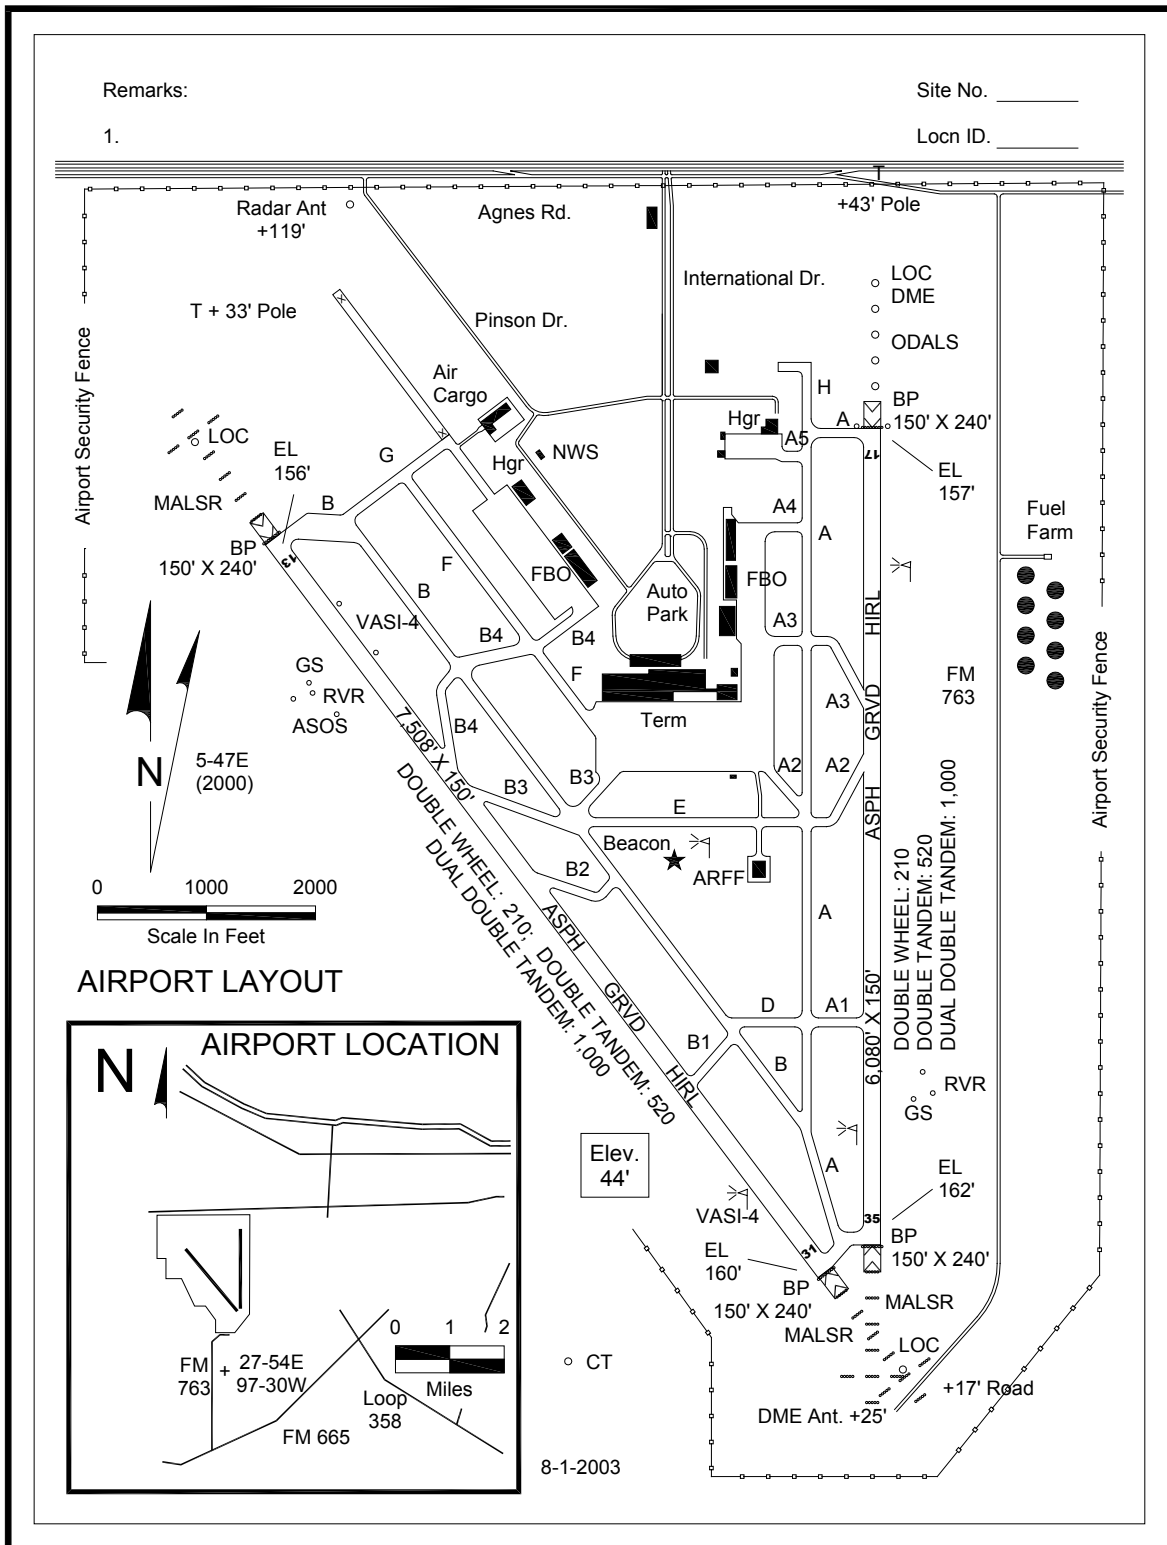 Remarks:
Site No.
1.
Locn ID.
T
Radar Ant
+119'
Agnes Rd.
+43' Pole
International Dr.
LOC
DME
T + 33' Pole
Pinson Dr.
ODALS
Airport Security Fence
Air
Cargo
H
BP
150' X 240'
A
Hgr
A5
LOC
EL
156'
G
Hgr
NWS
17
EL
157'
MALSR
B
A4
A
Fuel
Farm
BP
150' X 240'
13
F
FBO
FBO
B
Auto
Park
HIRL
VASI-4
B4
B4
A3
Airport Security Fence
GS
RVR
ASOS
F
Term
A3
GRVD
FM
763
B4
7,508' X 150'
N
5-47E
(2000)
B3
B3
A2
A2
ASPH
E
DOUBLE WHEEL: 210; DOUBLE TANDEM: 520
DUAL DOUBLE TANDEM: 1,000
Beacon
ARFF
B2
DOUBLE WHEEL: 210
DOUBLE TANDEM: 520
DUAL DOUBLE TANDEM: 1,000
0 1000 2000
Scale In Feet
ASPH
GRVD
HIRL
A
AIRPORT LAYOUT
D
A1
6,080' X 150'
B1
B
RVR
GS
A
Elev.
44'
EL
162'
VASI-4
35
31
BP
150' X 240'
EL
160'
BP
150' X 240'
MALSR
MALSR
LOC
CT
+17' Road
DME Ant. +25'
8-1-2003
AIRPORT LOCATION
N
0 1 2
Miles
FM
763
+ 27-54E
97-30W
Loop
358
FM 665